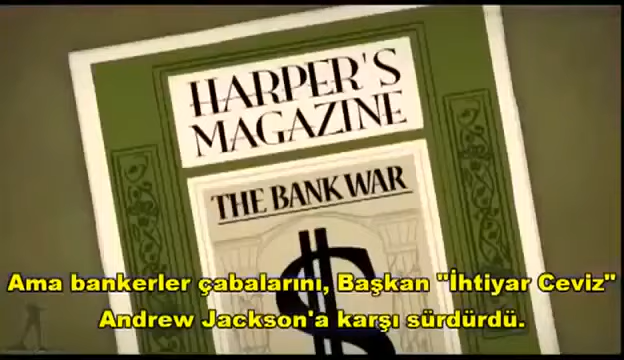 HARPER'S
MAGAZINE
THE BANK WAR
$
Ama bankerler çabalarını, Başkan "İhtiyar Ceviz"
Andrew Jackson'a karşı sürdürdü.